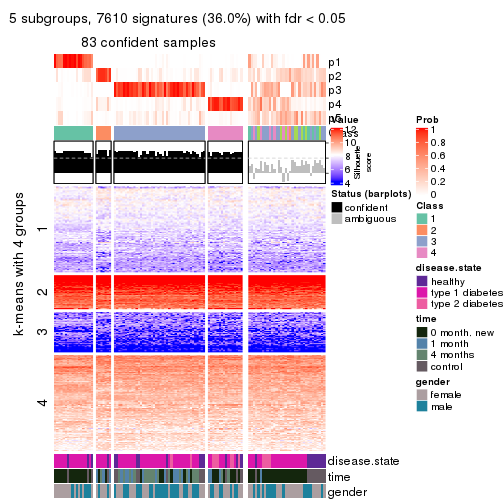 5 subgroups, 7610 signatures (36.0%) with fdr < 0.05
83 confident samples
p1
p2
p3
p4
Value
12
10
8
6
4
Silhouette
score
Prob
1
0.8
0.6
0.4
0.2
0
Status (barplots)
confident
ambiguous
Class
1
2
3
4
disease.state
healthy
type 1 diabetes
type 2 diabetes
time
0 month. new
1 month
4 months
control
gender
female
male
k-means with 4 groups
1
2
3
4
disease.state
time
gender